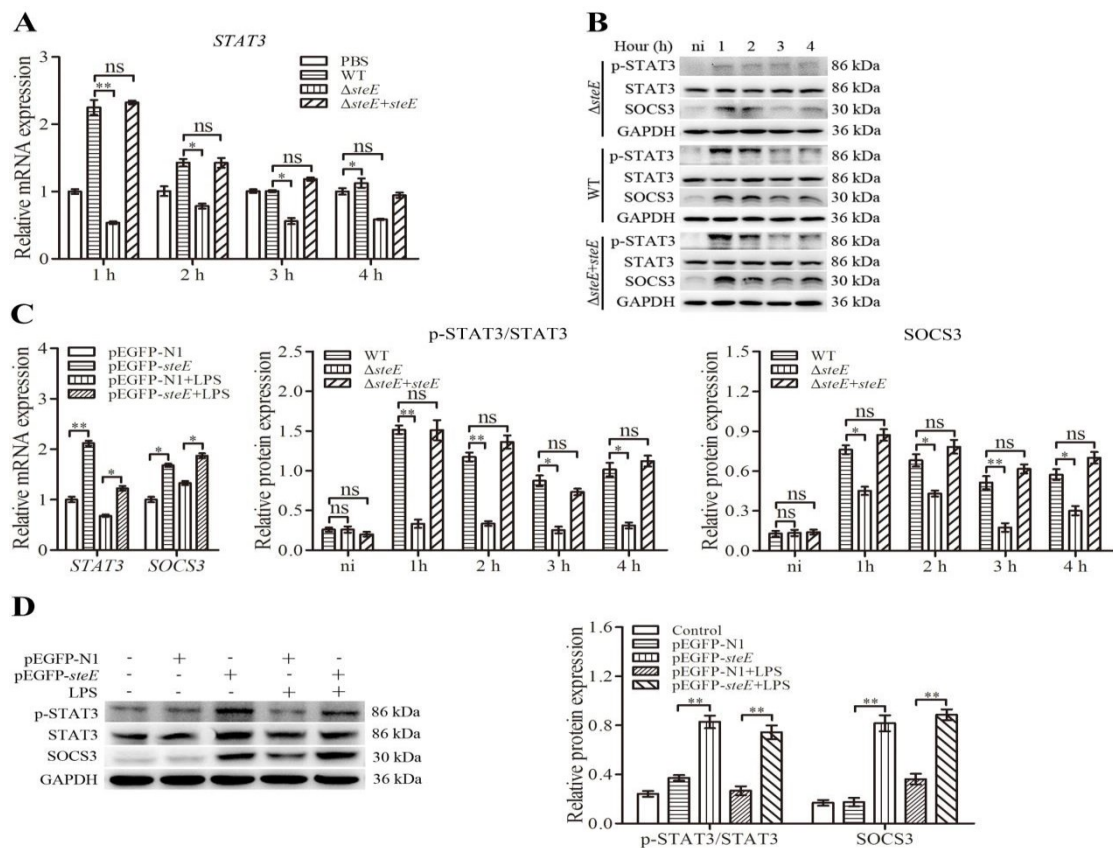 A
STAT3
Relative mRNA expression
3
2
1
0
PBS
WT
ΔsteE
ΔsteE+steE
ns
**
ns
*
ns
*
ns
*
1 h
2 h
3 h
4 h
B
Hour (h) ni 1 2 3 4
ΔsteE
p-STAT3 86 kDa
STAT3 86 kDa
SOCS3 30 kDa
GAPDH 36 kDa
WT
p-STAT3 86 kDa
STAT3 86 kDa
SOCS3 30 kDa
GAPDH 36 kDa
ΔsteE+steE
p-STAT3 86 kDa
STAT3 86 kDa
SOCS3 30 kDa
GAPDH 36 kDa
C
Relative mRNA expression
4
2
1
0
pEGFP-N1
pEGFP-steE
pEGFP-N1+LPS
pEGFP-steE+LPS
**
*
*
*
STAT3 SOCS3
p-STAT3/STAT3
Relative protein expression
2.5
2.0
1.5
1.0
0.5
0.0
WT
ΔsteE
ΔsteE+steE
ns
ns
ns
**
ns
**
ns
*
ns
*
ni 1h 2 h 3 h 4 h
SOCS3
Relative protein expression
1.5
1.2
0.9
0.6
0.3
0.0
WT
ΔsteE
ΔsteE+steE
ns
ns
ns
*
ns
*
ns
**
ns
*
ni 1h 2 h 3 h 4 h
D
pEGFP-N1 - + - + -
pEGFP-steE - - + - +
LPS - - - + +
p-STAT3 86 kDa
STAT3 86 kDa
SOCS3 30 kDa
GAPDH 36 kDa
Relative protein expression
1.6
1.2
0.8
0.4
0.0
Control
pEGFP-N1
pEGFP-steE
pEGFP-N1+LPS
pEGFP-steE+LPS
**
**
**
**
p-STAT3/STAT3 SOCS3